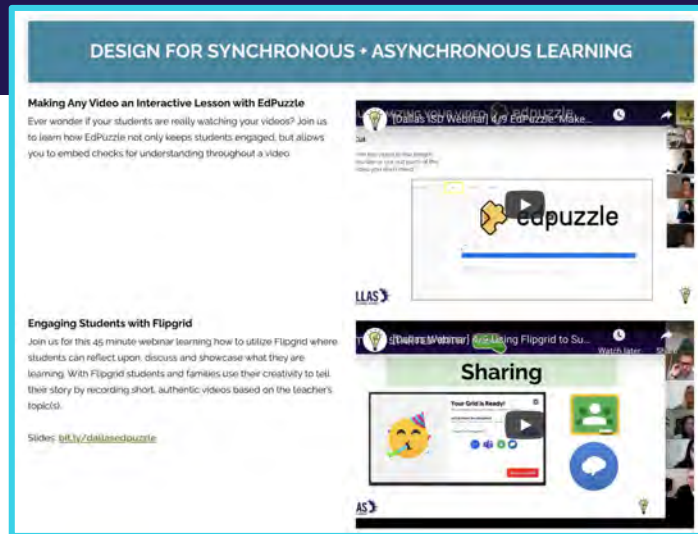 DESIGN FOR SYNCHRONOUS + ASYNCHRONOUS LEARNING
Making Any Video an Interactive Lesson with EdPuzzle
Ever wonder if your students are really watching your videos? Join us
to learn how EdPuzzle not only keeps students engaged, but allows
you to embed checks for understanding throughout a video
[Dallas ISD Webinar] 4/9 EdPuzzle: Make...
edpuzzle
LLAS
Engaging Students with Flipgrid
Join us for this 45 minute webinar learning how to utilize Flipgrid where
students can reflect upon, discuss and showcase what they are
learning. With Flipgrid students and families use their creativity to tell
their story by recording short, authentic videos based on the teacher's
topic(s).
Slides: bit.ly/dallasedpuzzle
Using Flipgrid to Su...
Watch later
Sharing
Your Grid is Ready!
AS